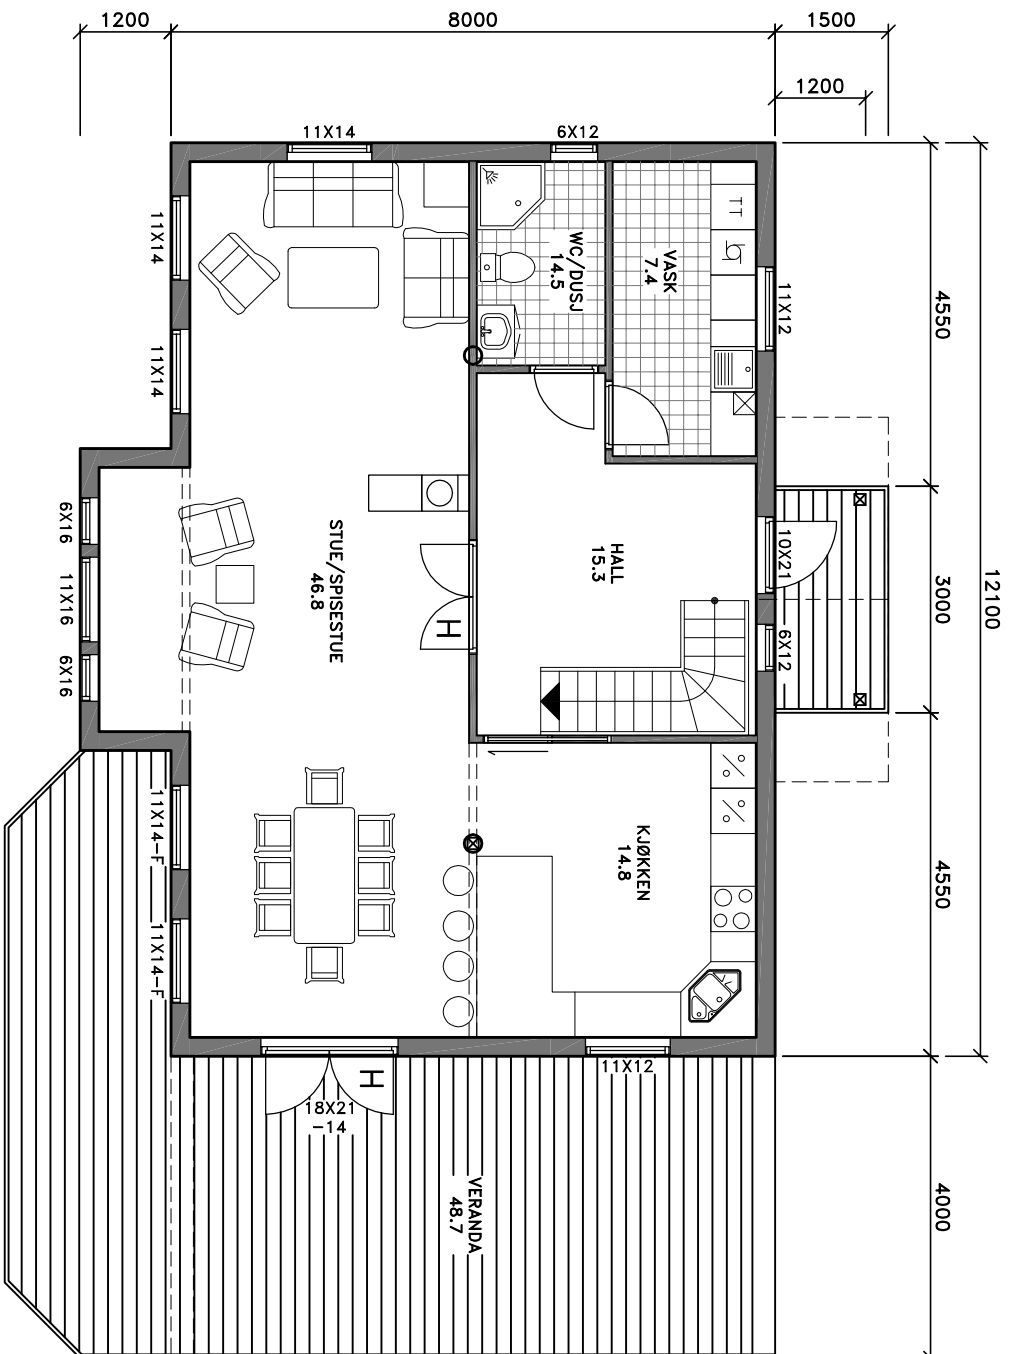 1200
8000
1500
1200
11X14
6X12
11X14
11X14
WC/DUSJ
14.5
VASK
7.4
TT
11X12
4550
6X16
11X16
6X16
STUE/SPISESTUE
46.8
H
HALL
15.3
10X21
6X12
3000
12100
11X14-F
11X14-F
KJØKKEN
14.8
4550
H
18X21
-14
11X12
VERANDA
48.7
4000